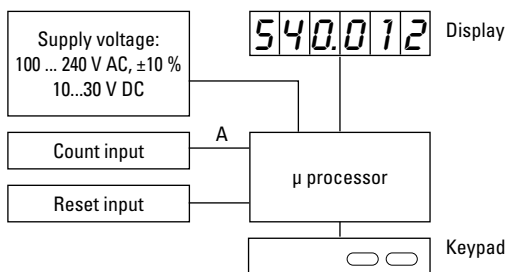 Supply voltage:
100 ... 240 V AC, ±10 %
10...30 V DC
540.012
Display
Count input
A
Reset input
µ processor
Keypad